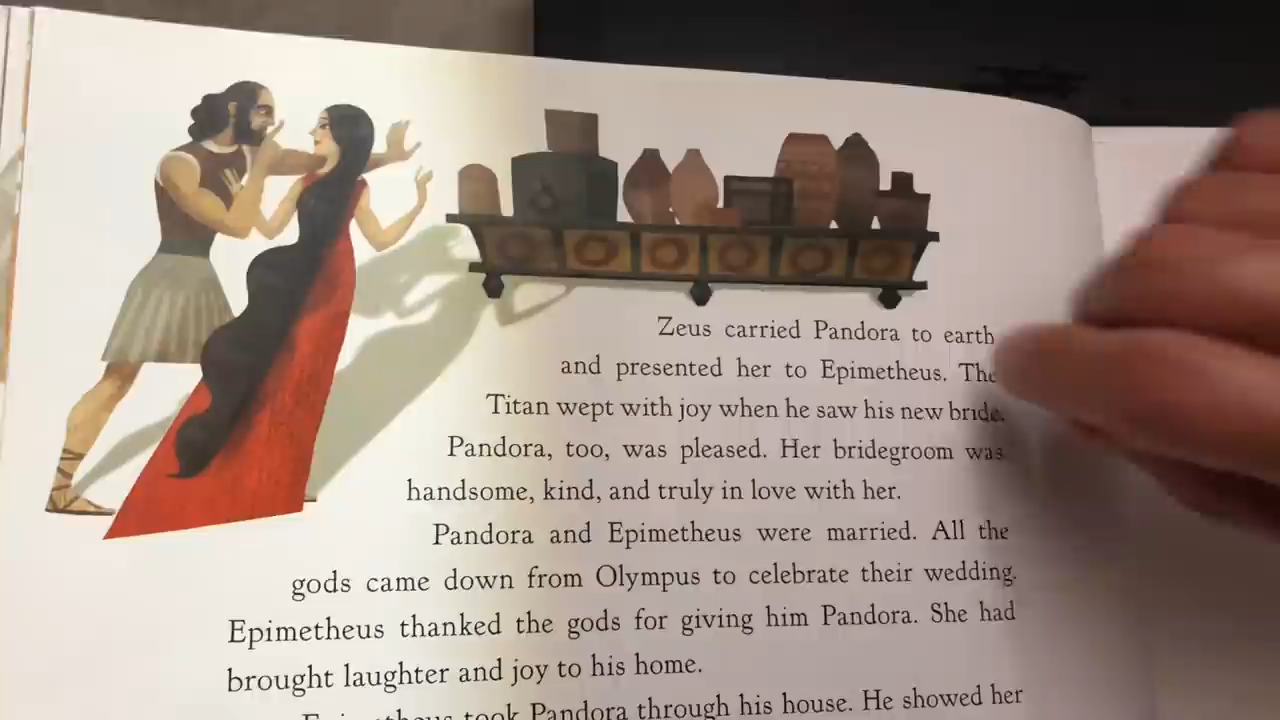 Zeus carried Pandora to earth
and presented her to Epimetheus. The
Titan wept with joy when he saw his new bride.
Pandora, too, was pleased. Her bridegroom was
handsome, kind, and truly in love with her.
Pandora and Epimetheus were married. All the
gods came down from Olympus to celebrate their wedding.
Epimetheus thanked the gods for giving him Pandora. She had
brought laughter and joy to his home.
Epimetheus took Pandora through his house. He showed her